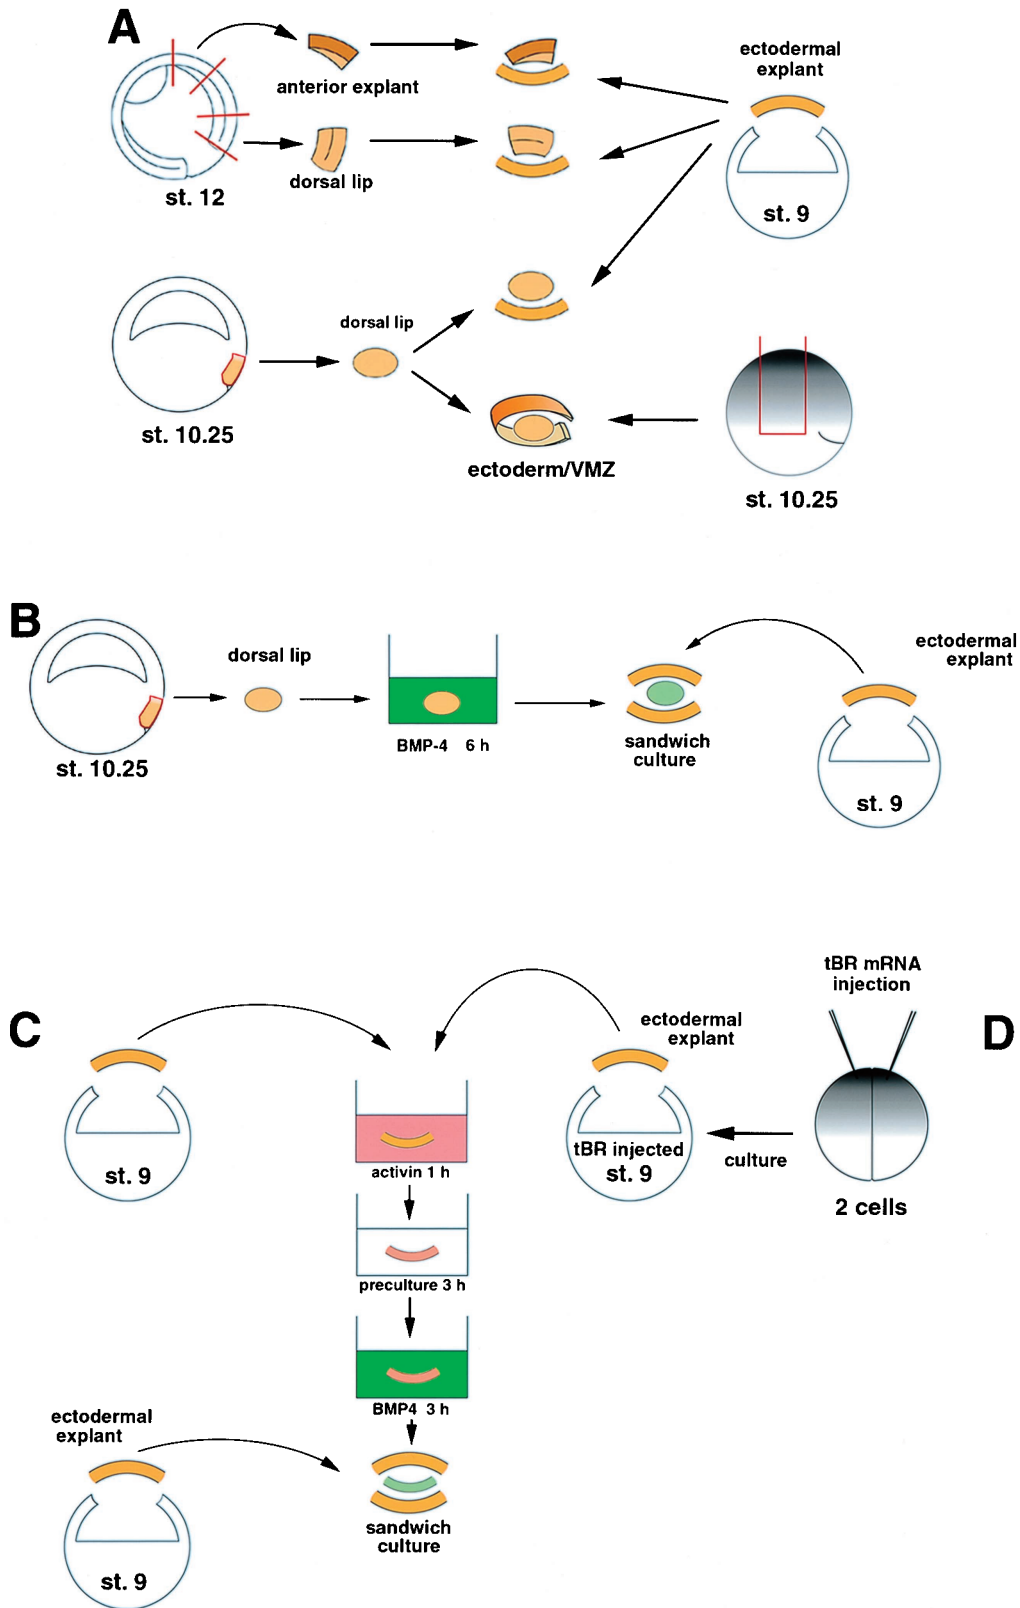 A
ectodermal
explant
anterior explant
dorsal lip
st. 12
st. 9
dorsal lip
st. 10.25
ectoderm/VMZ
st. 10.25
B
ectodermal
explant
dorsal lip
BMP-4 6 h
sandwich
culture
st. 10.25
st. 9
tBR mRNA
injection
C
ectodermal
explant
D
st. 9
activin 1 h
tBR injected
st. 9
culture
2 cells
preculture 3 h
BMP4 3 h
ectodermal
explant
sandwich
culture
st. 9